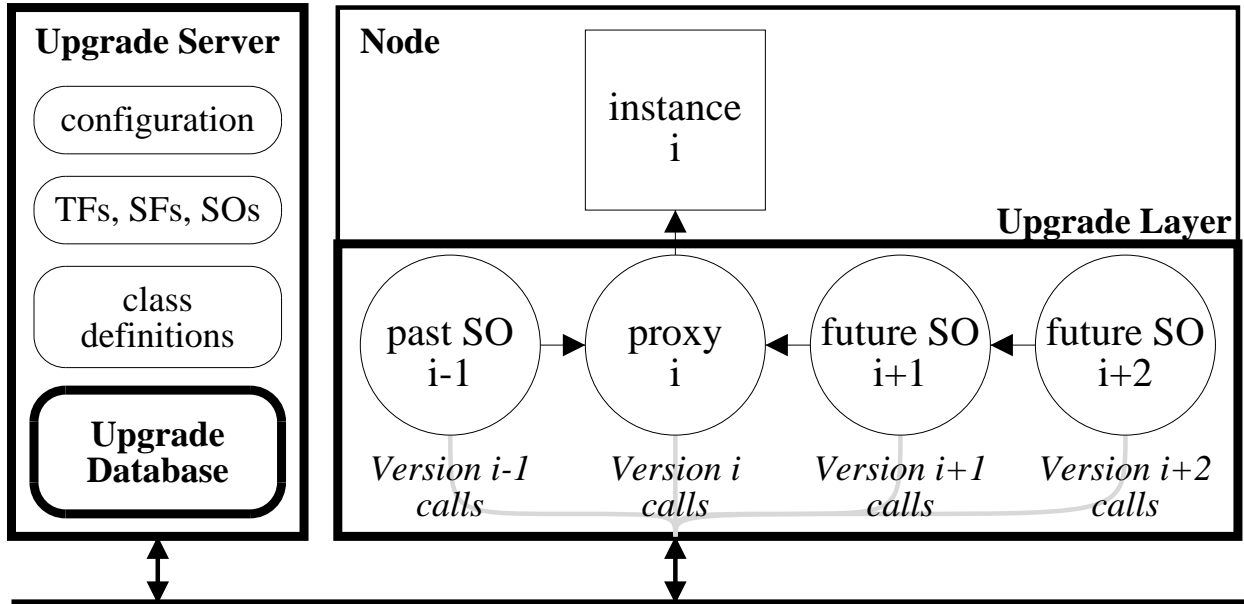 Upgrade Server
configuration
TFs, SFs, SOs
class
definitions
Upgrade
Database
Node
instance
i
Upgrade Layer
past SO
i-1
proxy
i
future SO
i+1
future SO
i+2
Version i-1
calls
Version i
calls
Version i+1
calls
Version i+2
calls